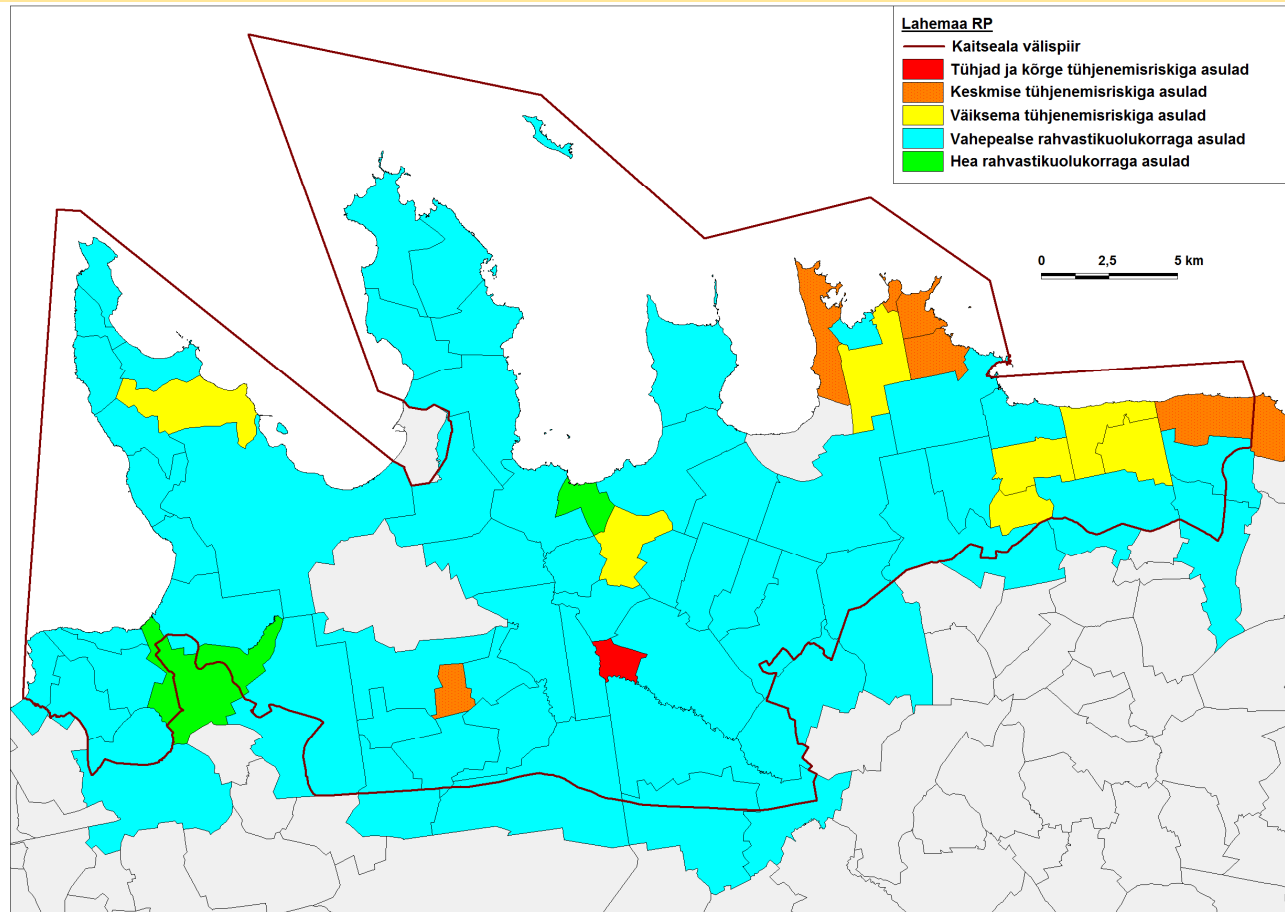 Lahemaa RP
Kaitseala välispiir
Tühjad ja kõrge tühjenemisriskiga asulad
Keskmise tühjenemisriskiga asulad
Väiksema tühjenemisriskiga asulad
Vahepealse rahvastikuolukorraga asulad
Hea rahvastikuolukorraga asulad
0 2,5 5 km